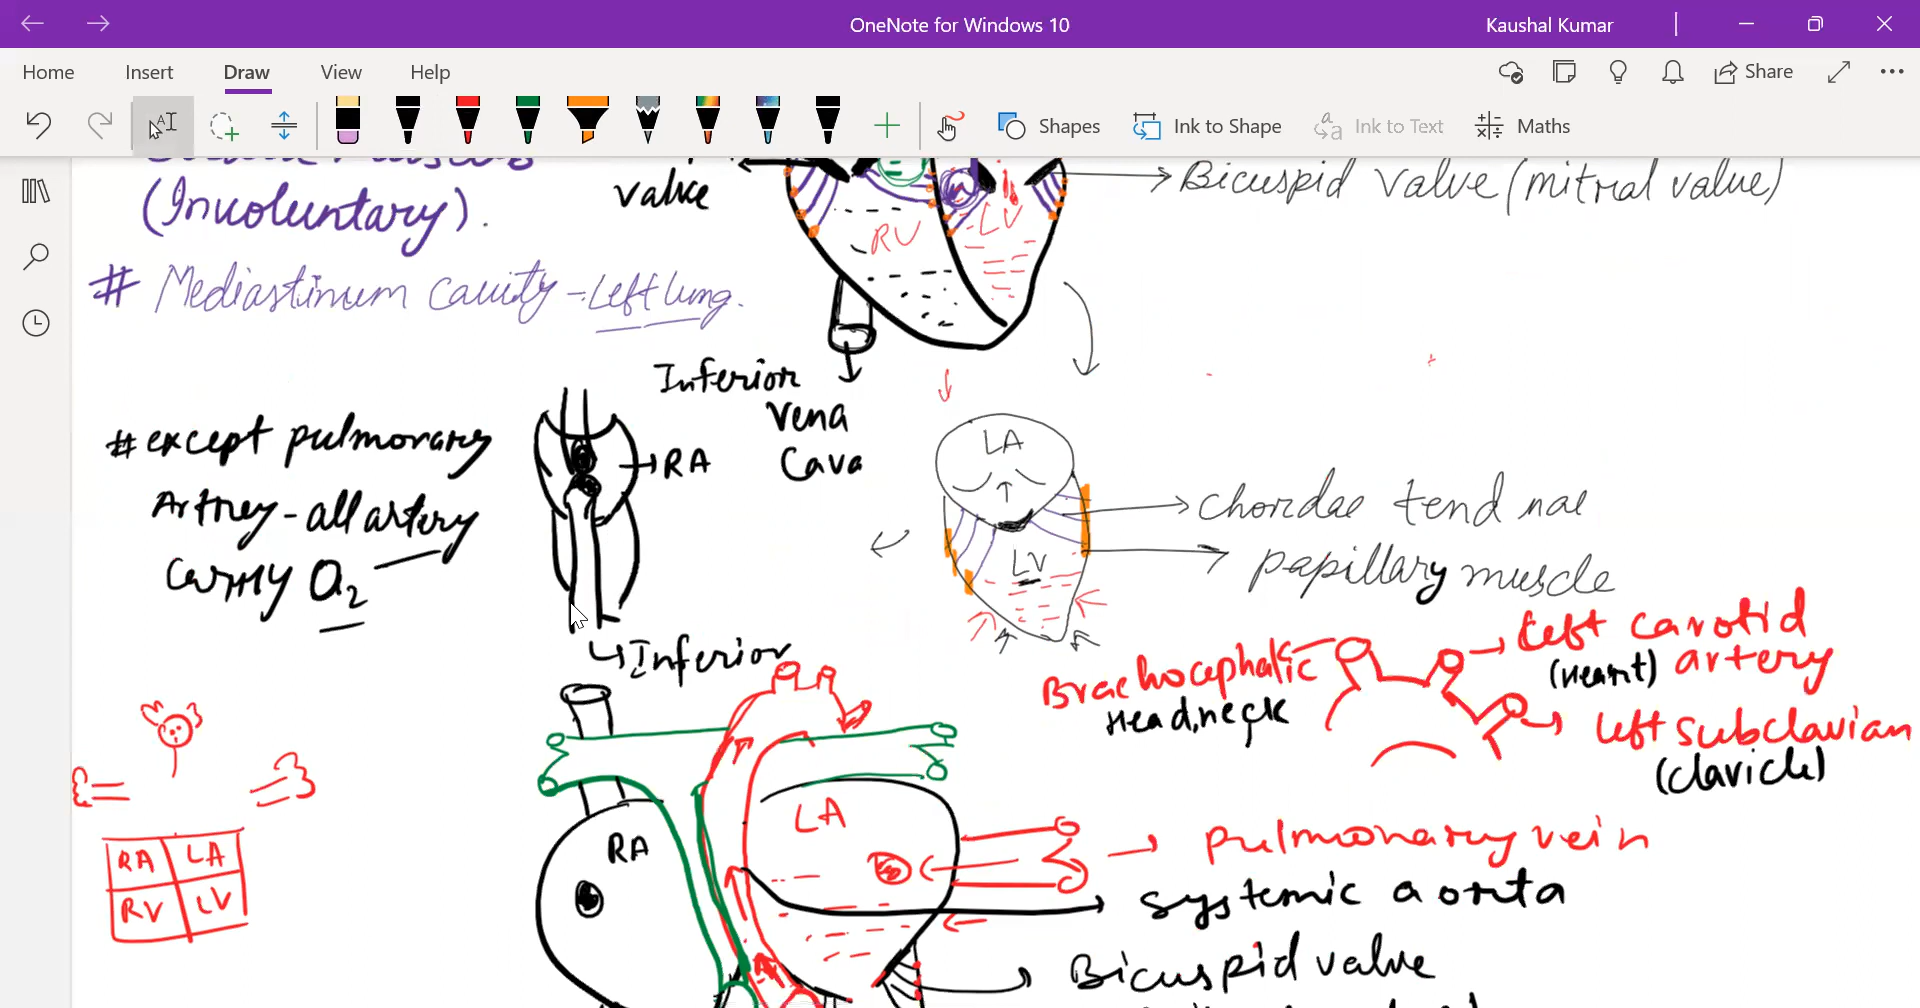 OneNote for Windows 10
Kaushal Kumar
Home Insert Draw View Help
Share
Shapes
Ink to Shape
Ink to Text
Maths
(Involuntary).
valve
Bicuspid valve (mitral value)
RV
LV
# Mediastinum cavity - Left lung.
Inferior
Vena
Cava
# except pulmonary
Artrey - all artery
carry O2
RA
LA
LV
chordae tend nae
papillary muscle
Inferior
Brachocephalic
Head, neck
Left carotid
(Heart) artery
left subclavian
(clavicle)
RA LA
RV LV
RA
LA
pulmonary vein
systemic aorta
Bicuspid valve